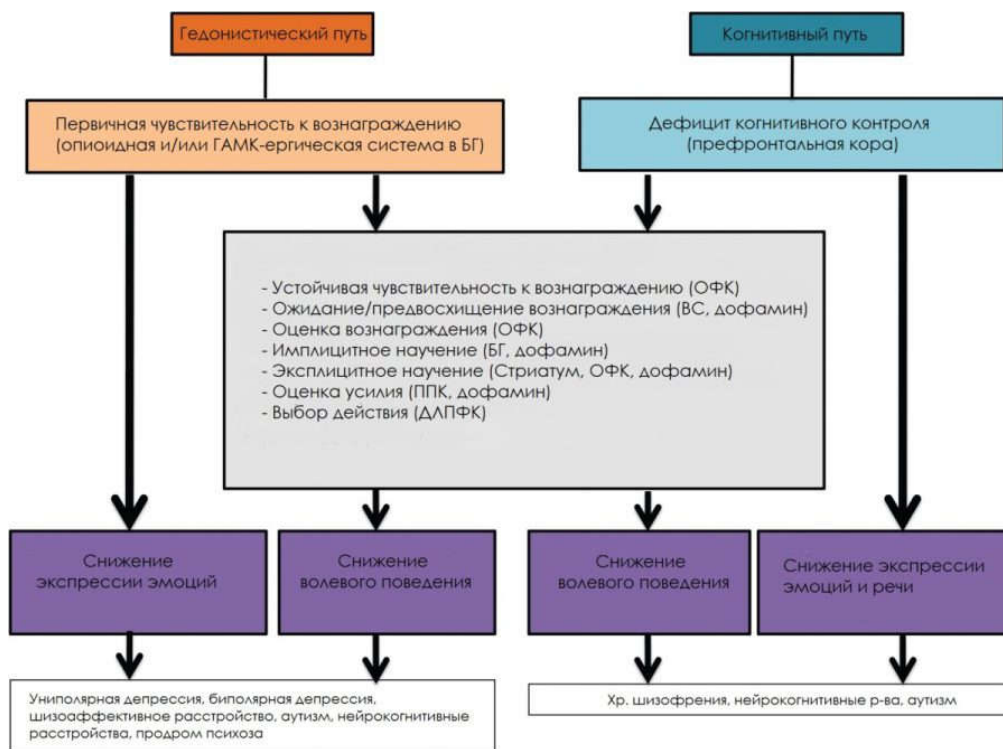 Гедонистический путь
Когнитивный путь
Первичная чувствительность к вознаграждению
(опиоидная и/или ГАМК-ергическая система в БГ)
Дефицит когнитивного контроля
(префронтальная кора)
- Устойчивая чувствительность к вознаграждению (ОФК)
- Ожидание/предвосхищение вознаграждения (ВС, дофамин)
- Оценка вознаграждения (ОФК)
- Имплицитное научение (БГ, дофамин)
- Эксплицитное научение (Стриатум, ОФК, дофамин)
- Оценка усилия (ППК, дофамин)
- Выбор действия (ДЛПФК)
Снижение
экспрессии эмоций
Снижение
волевого поведения
Снижение
волевого поведения
Снижение экспрессии
эмоций и речи
Униполярная депрессия, биполярная депрессия,
шизоаффективное расстройство, аутизм, нейрокогнитивные
расстройства, продром психоза
Хр. шизофрения, нейрокогнитивные р-ва, аутизм